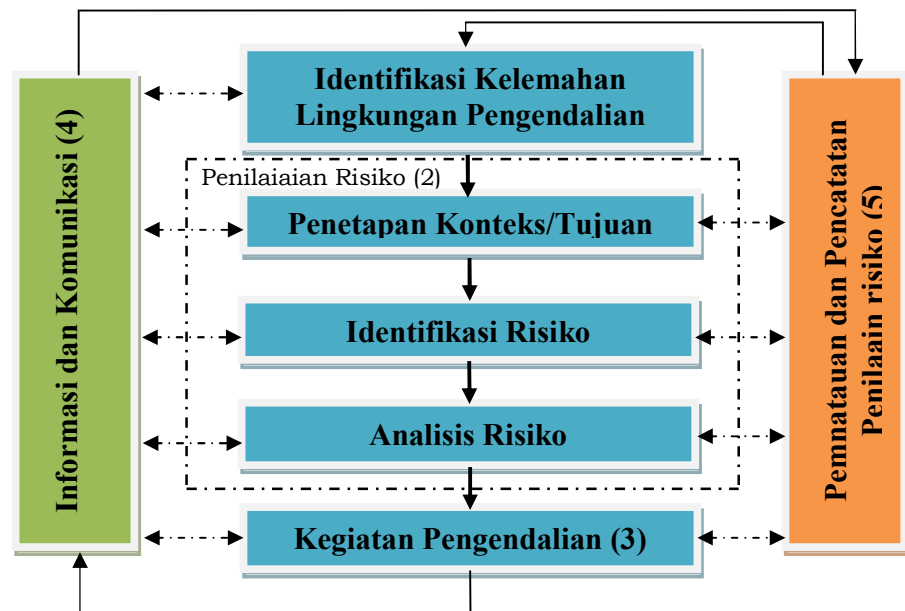 Identifikasi Kelemahan
Lingkungan Pengendalian
Penilaiaian Risiko (2)
Penetapan Konteks/Tujuan
Identifikasi Risiko
Analisis Risiko
Kegiatan Pengendalian (3)
Informasi dan Komunikasi (4)
Pemnatauan dan Pencatatan
Penilaain risiko (5)